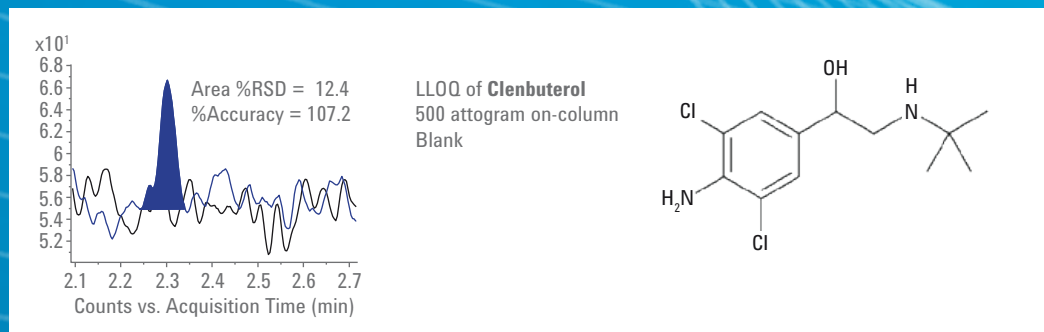 x10¹
6.8
6.6
6.4
6.2
6
5.8
5.6
5.4
5.2
2.1 2.2 2.3 2.4 2.5 2.6 2.7
Counts vs. Acquisition Time (min)
Area %RSD = 12.4
%Accuracy = 107.2
LLOQ of Clenbuterol
500 attogram on-column
Blank
OH
H
N
Cl
H₂N
Cl